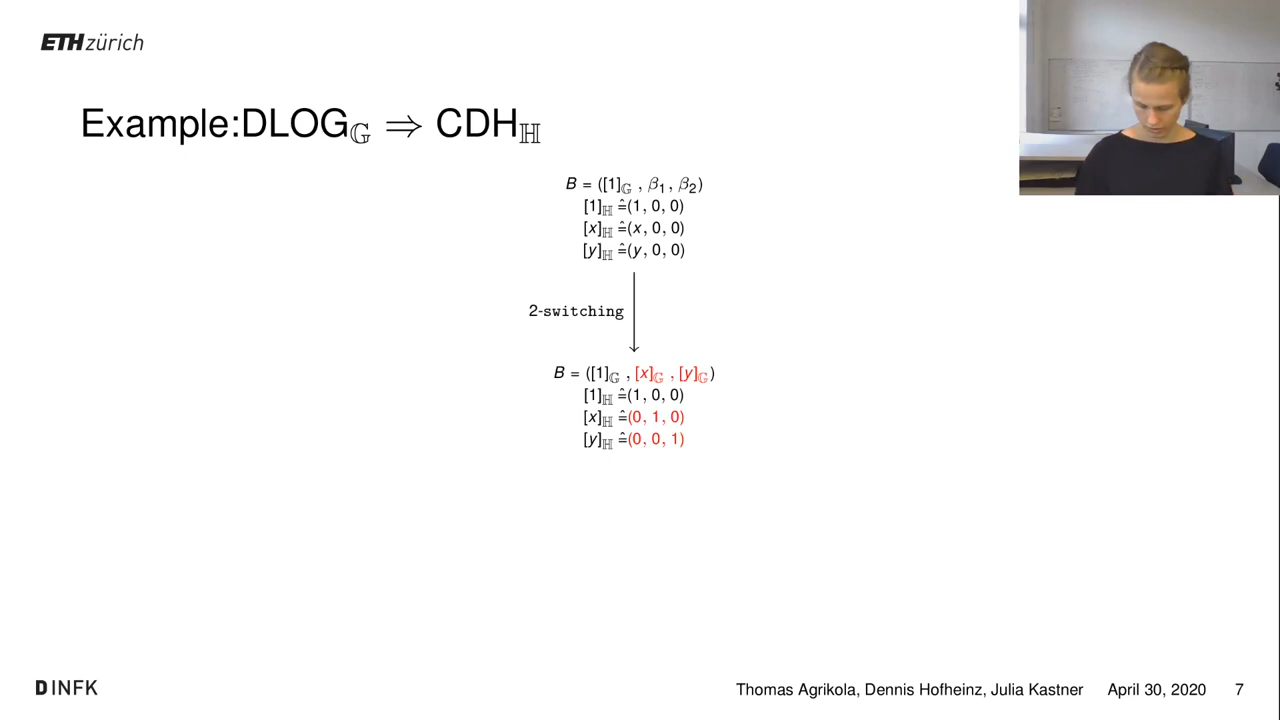 ETH zürich
Example:DLOG𝔾 ⇒ CDHℍ
B = ([1]𝔾 , β1, β2)
[1]ℍ ≙(1, 0, 0)
[x]ℍ ≙(x, 0, 0)
[y]ℍ ≙(y, 0, 0)
2-switching
B = ([1]𝔾 , [x]𝔾 , [y]𝔾)
[1]ℍ ≙(1, 0, 0)
[x]ℍ ≙(0, 1, 0)
[y]ℍ ≙(0, 0, 1)
D INFK
Thomas Agrikola, Dennis Hofheinz, Julia Kastner April 30, 2020 7